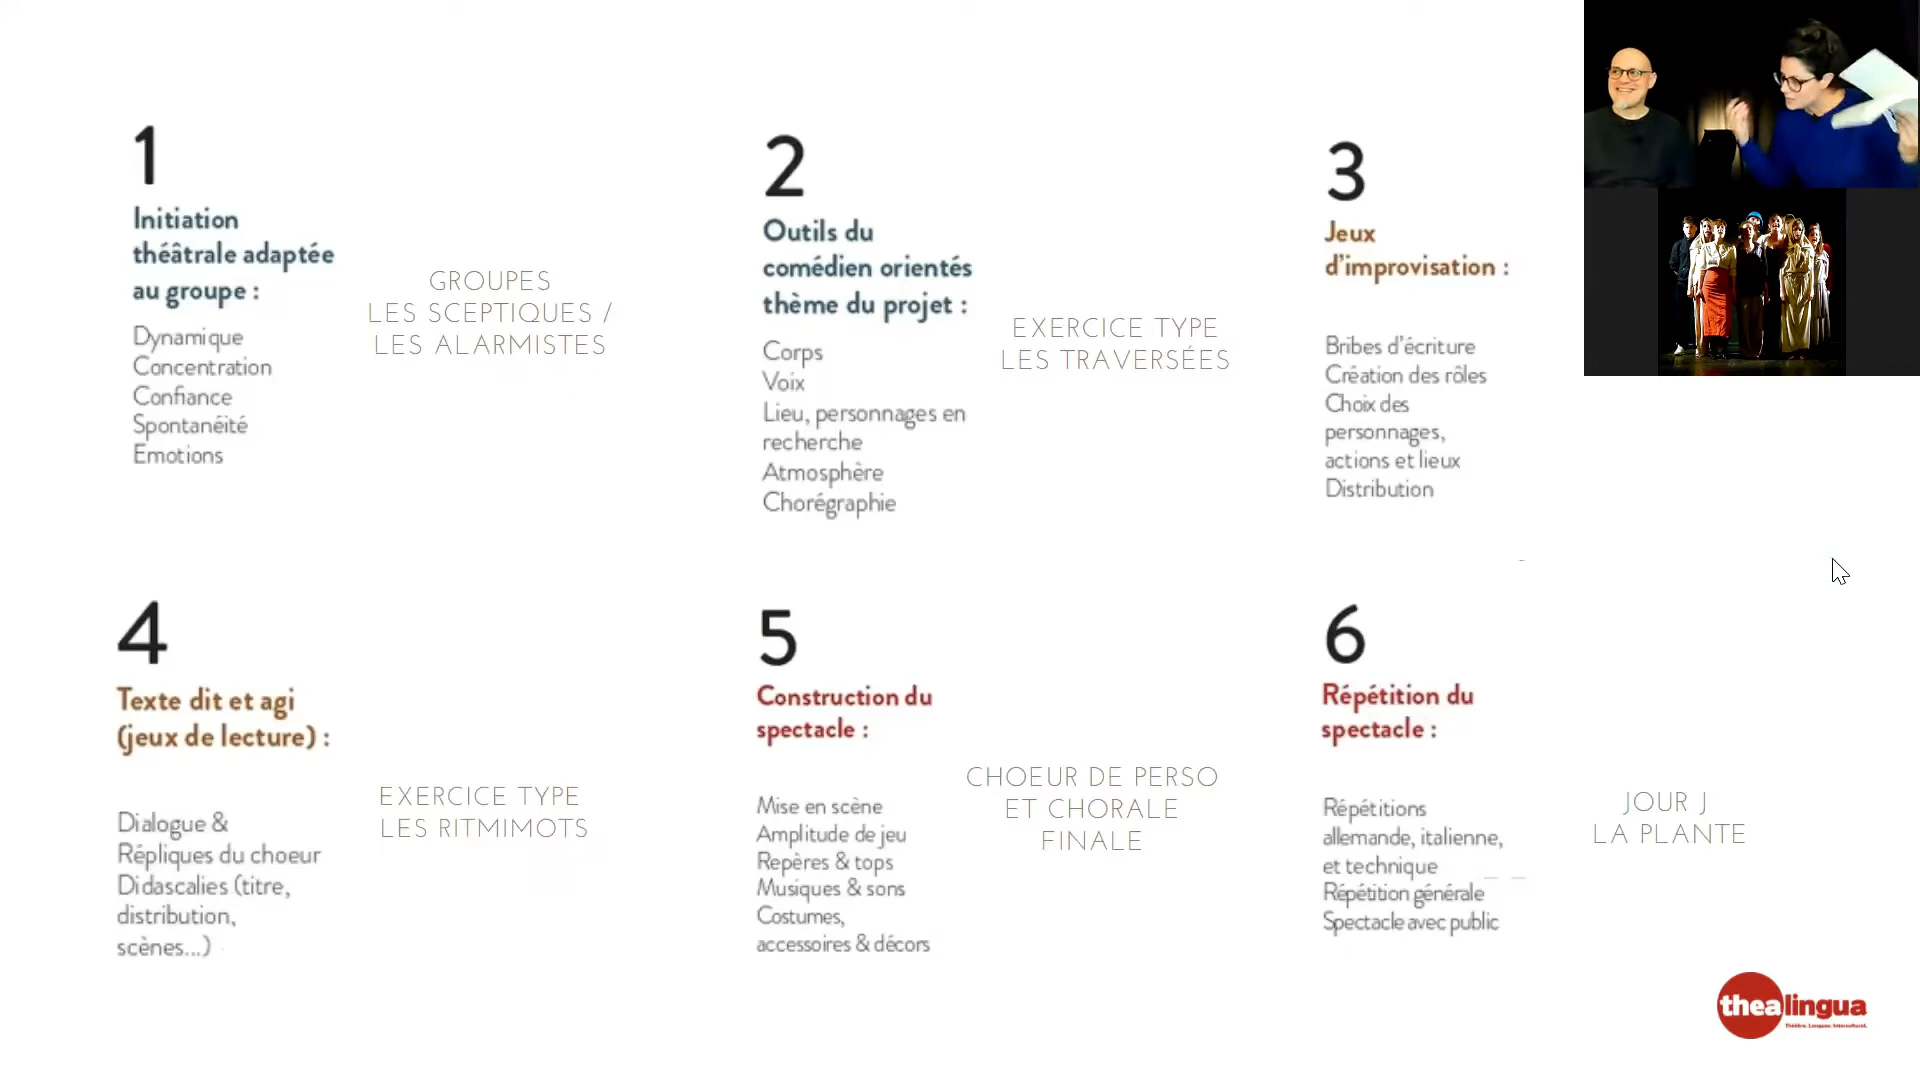 1
Initiation
théâtrale adaptée
au groupe :
Dynamique
Concentration
Confiance
Spontanéité
Emotions
GROUPES
LES SCEPTIQUES /
LES ALARMISTES
2
Outils du
comédien orientés
thème du projet :
Corps
Voix
Lieu, personnages en
recherche
Atmosphère
Chorégraphie
EXERCICE TYPE
LES TRAVERSÉES
3
Jeux
d'improvisation :
Bribes d'écriture
Création des rôles
Choix des
personnages,
actions et lieux
Distribution
4
Texte dit et agi
(jeux de lecture) :
Dialogue &
Répliques du choeur
Didascalies (titre,
distribution,
scènes...)
EXERCICE TYPE
LES RITMIMOTS
5
Construction du
spectacle :
Mise en scène
Amplitude de jeu
Repères & tops
Musiques & sons
Costumes,
accessoires & décors
CHOEUR DE PERSO
ET CHORALE
FINALE
6
Répétition du
spectacle :
Répétitions
allemande, italienne,
et technique
Répétition générale
Spectacle avec public
JOUR J
LA PLANTE
thealingua
Théâtre. Langues. Interculturel.